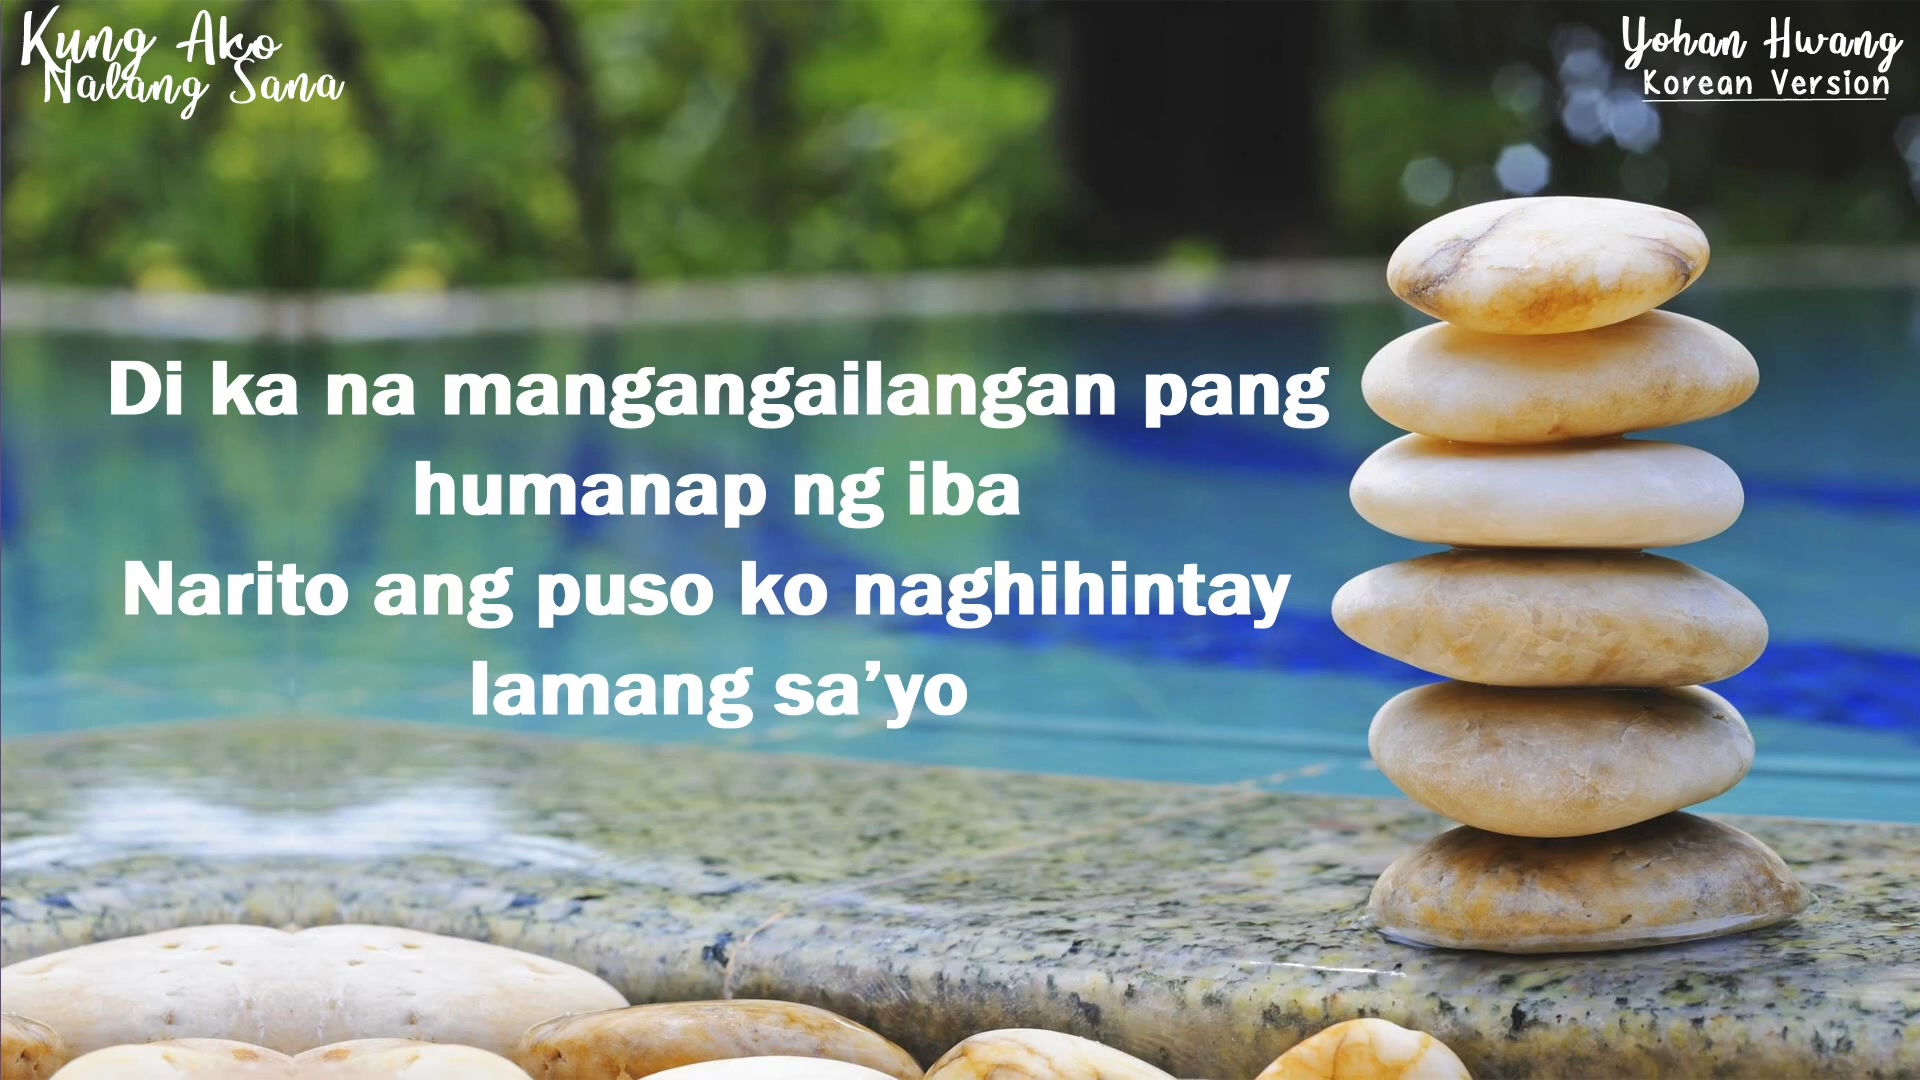 Kung Ako
Nalang Sana
Yohan Hwang
Korean Version
Di ka na mangangailangan pang
humanap ng iba
Narito ang puso ko naghihintay
lamang sa’yo